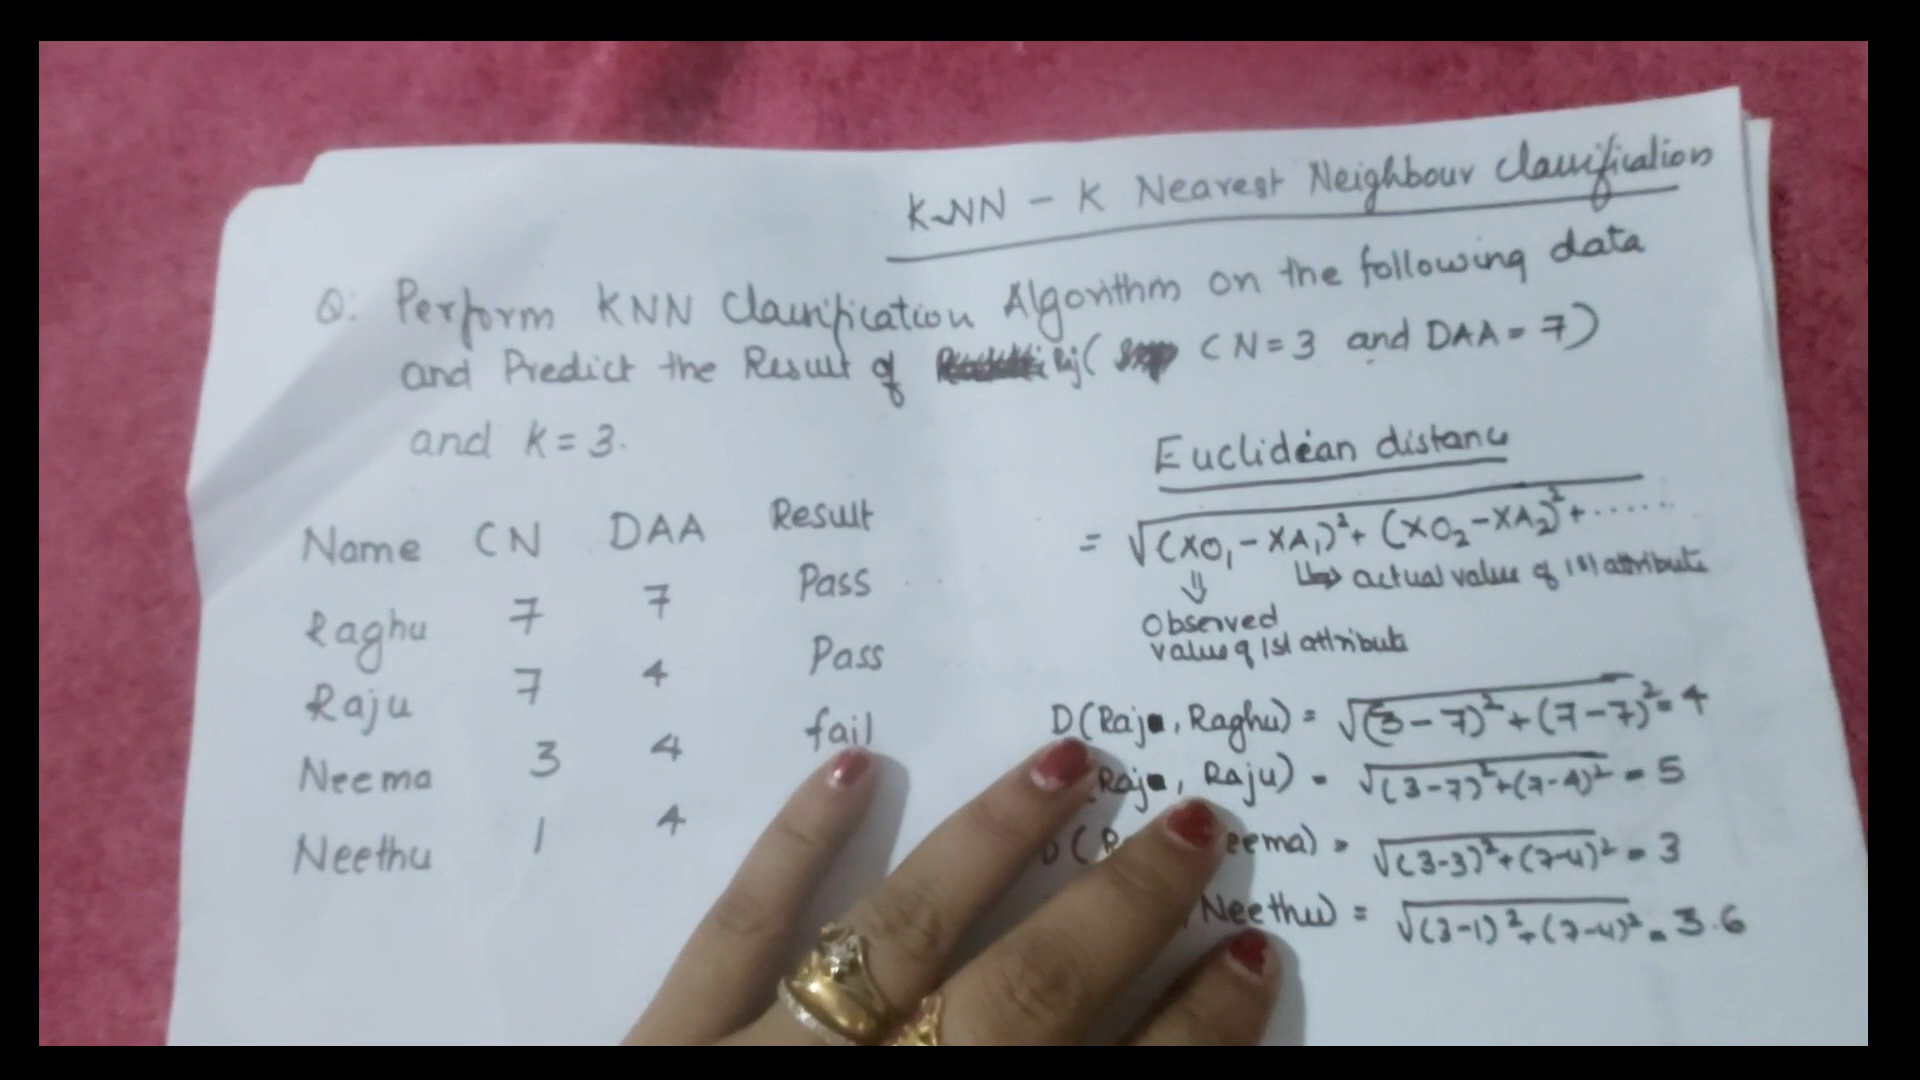 KNN - K Nearest Neighbour Classification
Q: Perform KNN Classification Algorithm on the following data
and Predict the Result of Rj( CN=3 and DAA=7)
and k=3.
Name CN DAA Result
Raghu 7 7 Pass
Raju 7 4 Pass
Neema 3 4 fail
Neethu 1 4
Euclidean distance
= √(XO₁-XA₁)²+(XO₂-XA₂)²+......
⇓ ↳ actual value of 1st attribute
Observed
value of 1st attribute
D(Raj, Raghu) = √(3-7)²+(7-7)² = 4
(Raj, Raju) = √(3-7)²+(7-4)² = 5
D(R eema) = √(3-3)²+(7-4)² = 3
, Neethu) = √(3-1)²+(7-4)² = 3.6